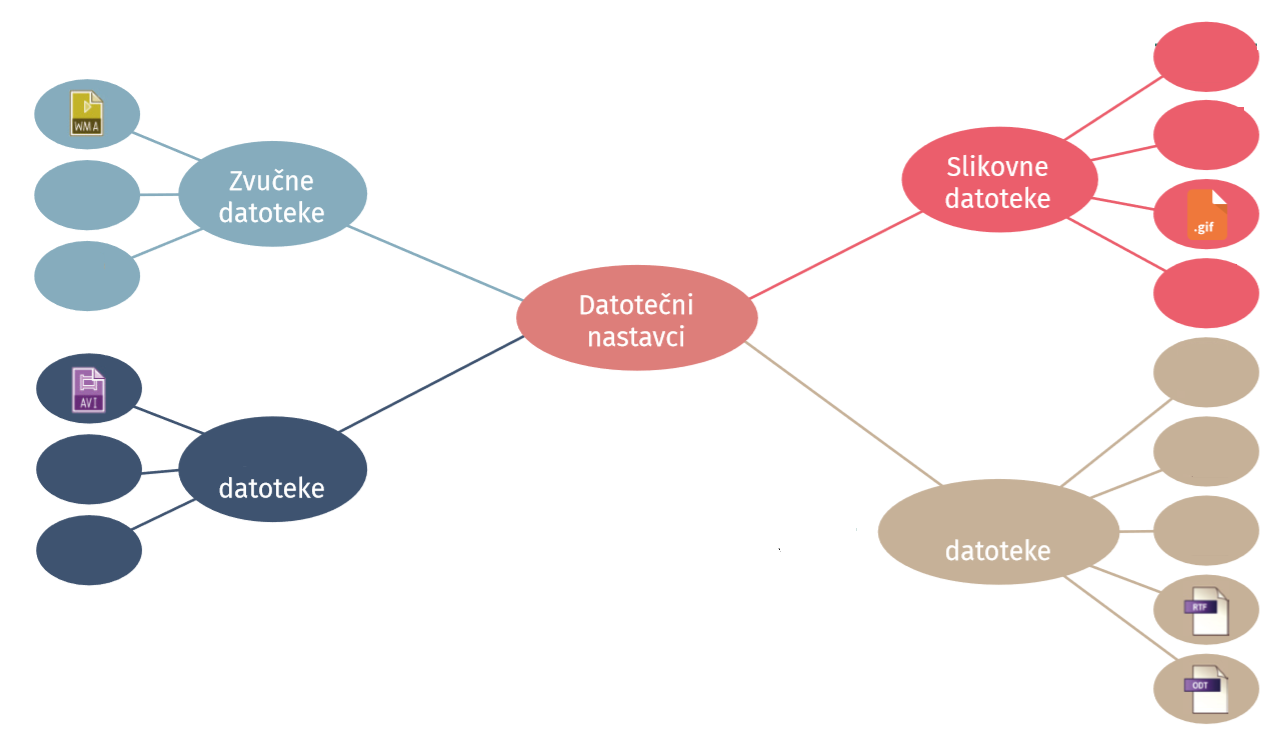 WMA
Zvučne
datoteke
AVI
datoteke
Datotečni
nastavci
Slikovne
datoteke
.gif
datoteke
RTF
ODT